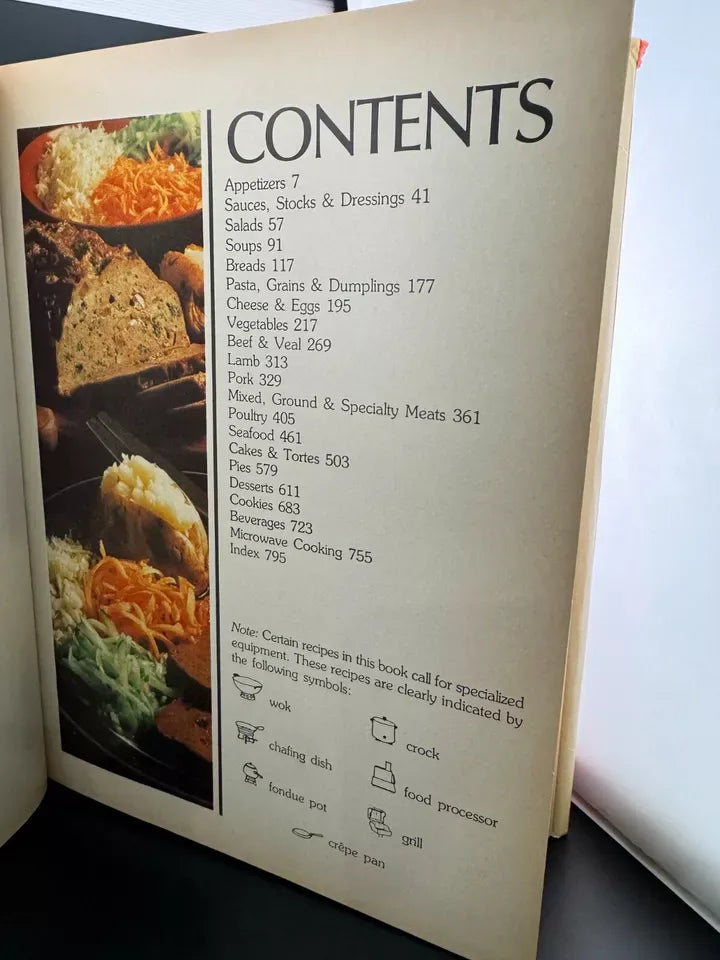 CONTENTS
Appetizers 7
Sauces, Stocks & Dressings 41
Salads 57
Soups 91
Breads 117
Pasta, Grains & Dumplings 177
Cheese & Eggs 195
Vegetables 217
Beef & Veal 269
Lamb 313
Pork 329
Mixed, Ground & Specialty Meats 361
Poultry 405
Seafood 461
Cakes & Tortes 503
Pies 579
Desserts 611
Cookies 683
Beverages 723
Microwave Cooking 755
Index 795
Note: Certain recipes in this book call for specialized
equipment. These recipes are clearly indicated by
the following symbols:
wok
chafing dish
fondue pot
crock
food processor
grill
crêpe pan